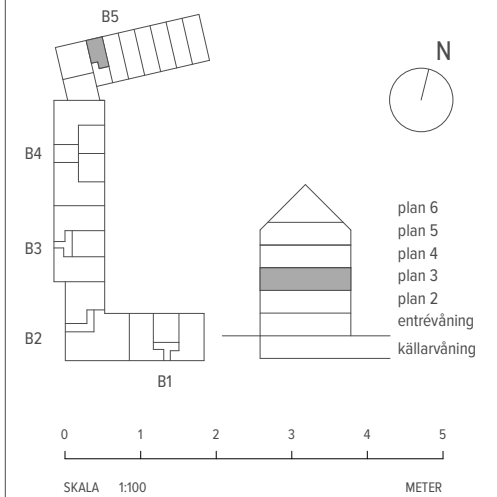 B5
N
B4
B3
B2
B1
plan 6
plan 5
plan 4
plan 3
plan 2
entrévåning
källarvåning
0 1 2 3 4 5
SKALA 1:100 METER